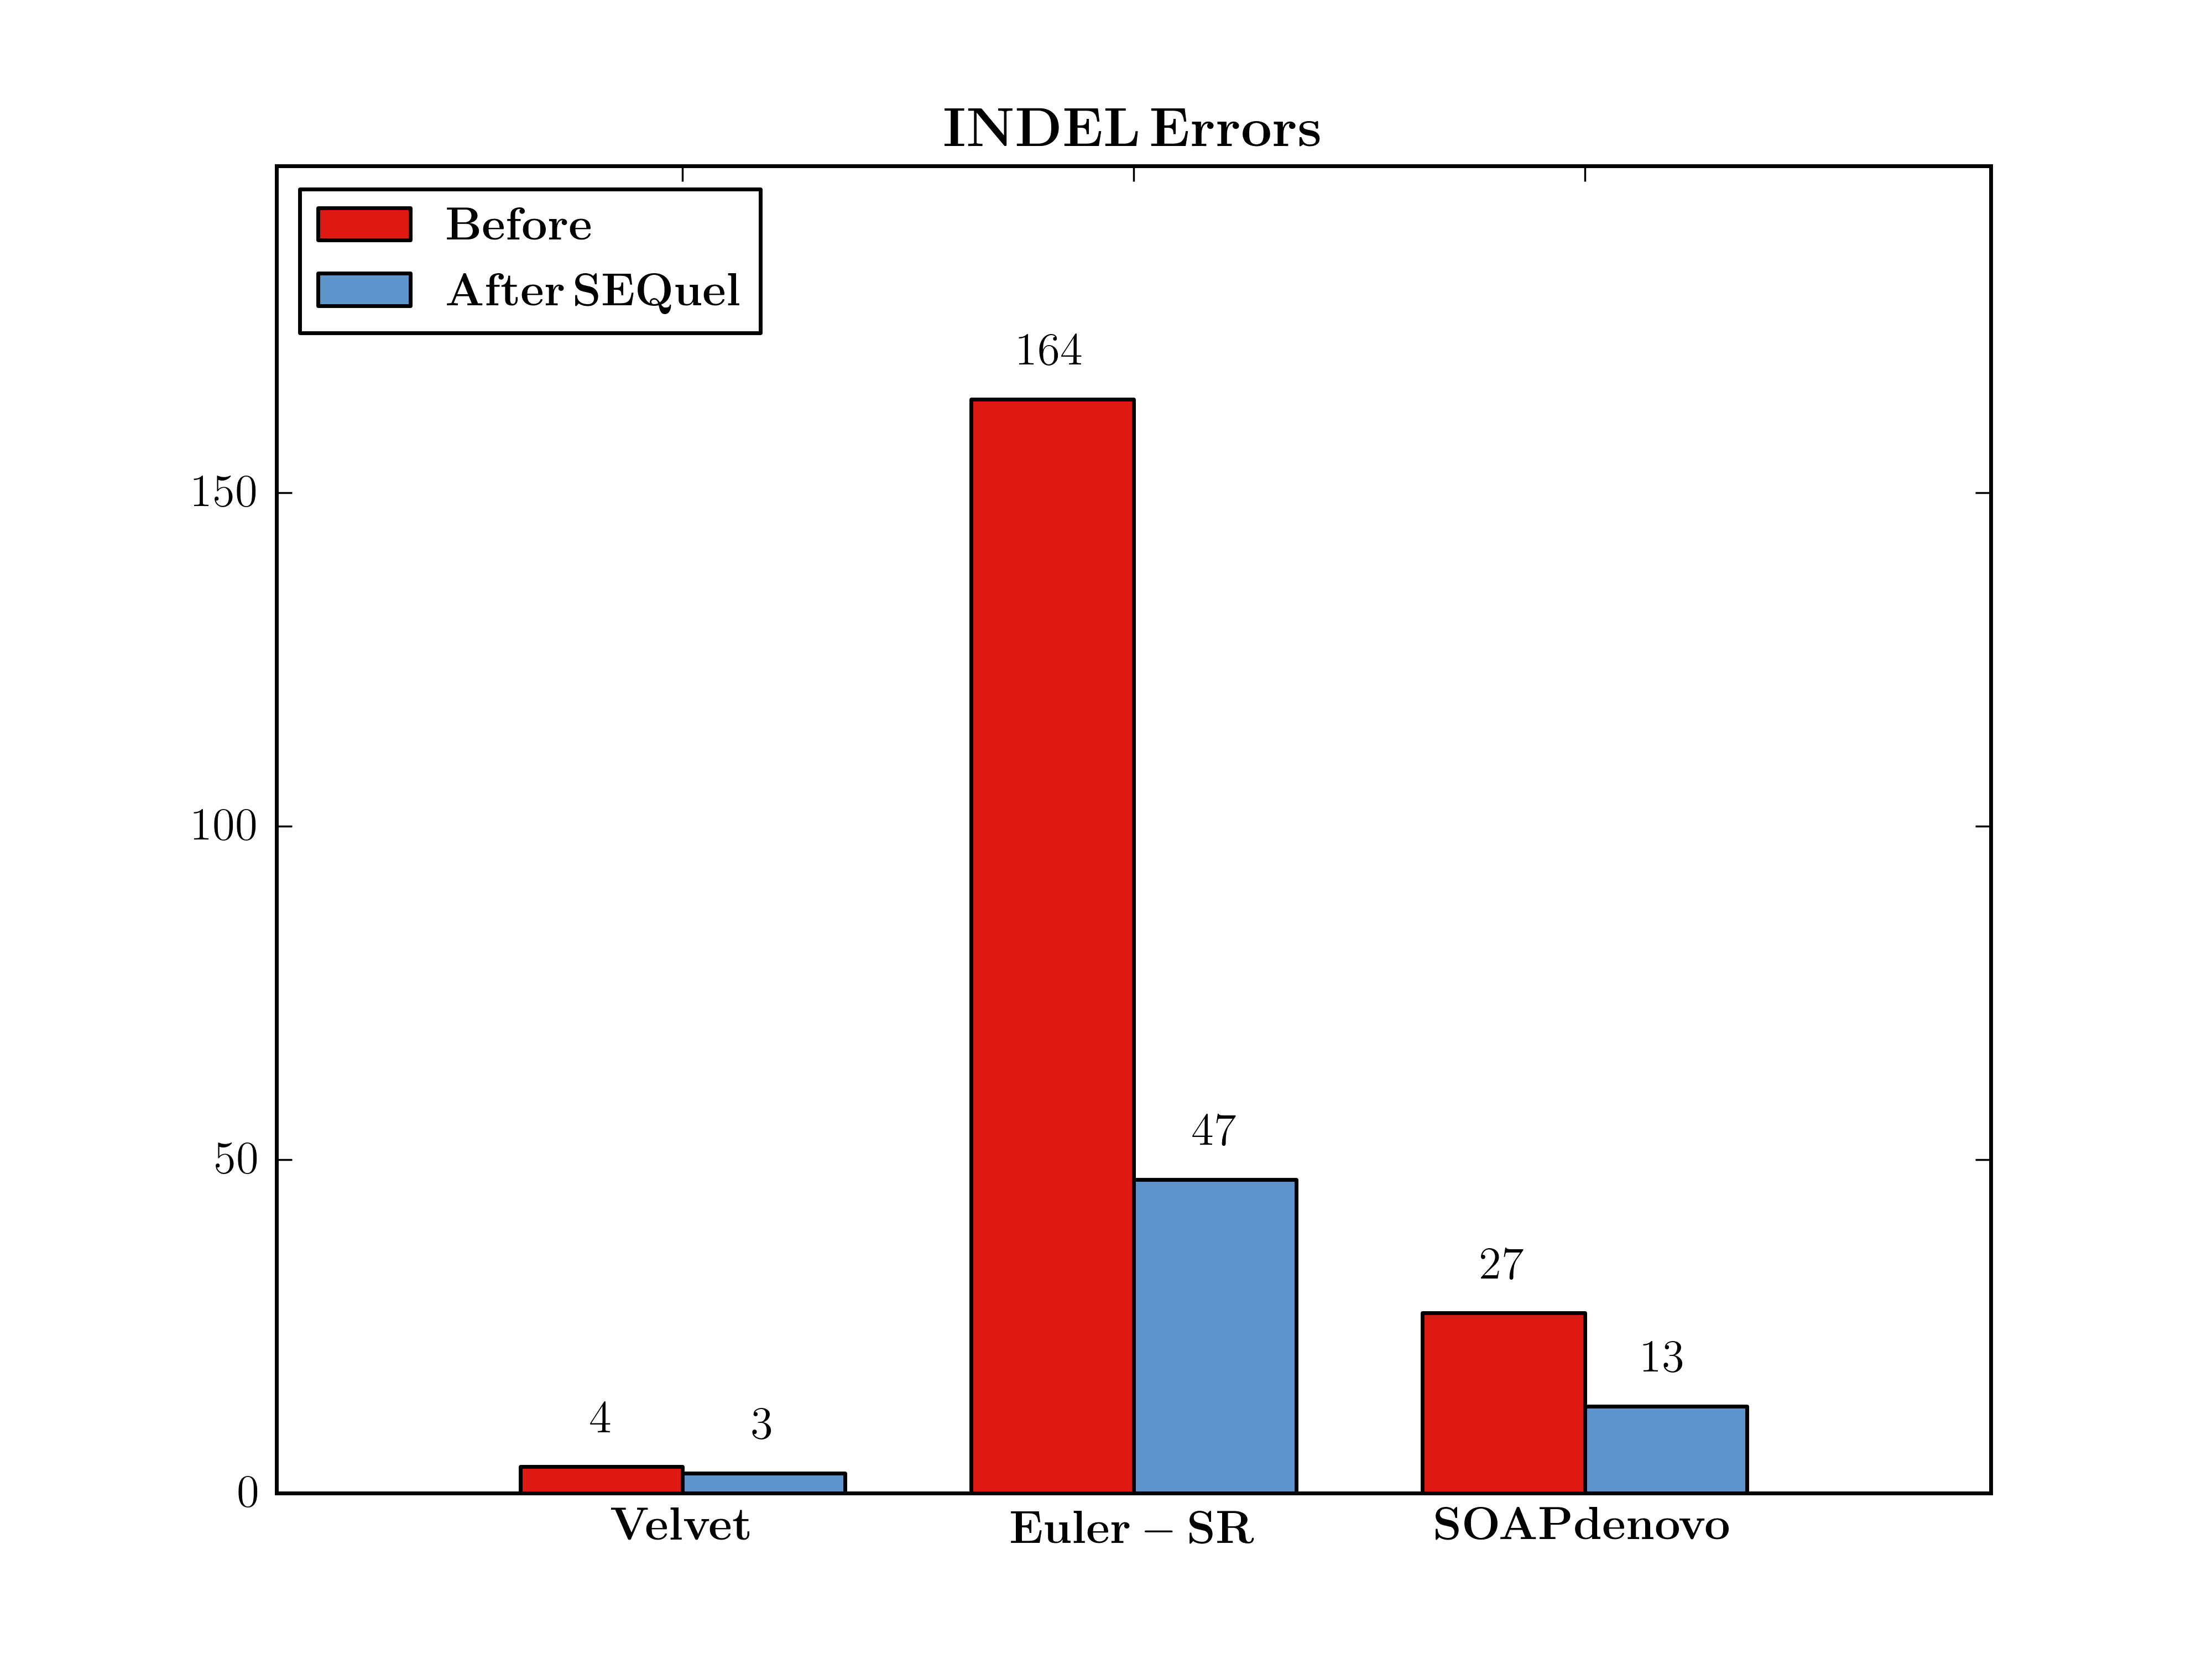 INDEL Errors
Before
After SEQuel
164
150
100
50
47
27
13
4
3
0
Velvet
Euler – SR
SOAPdenovo